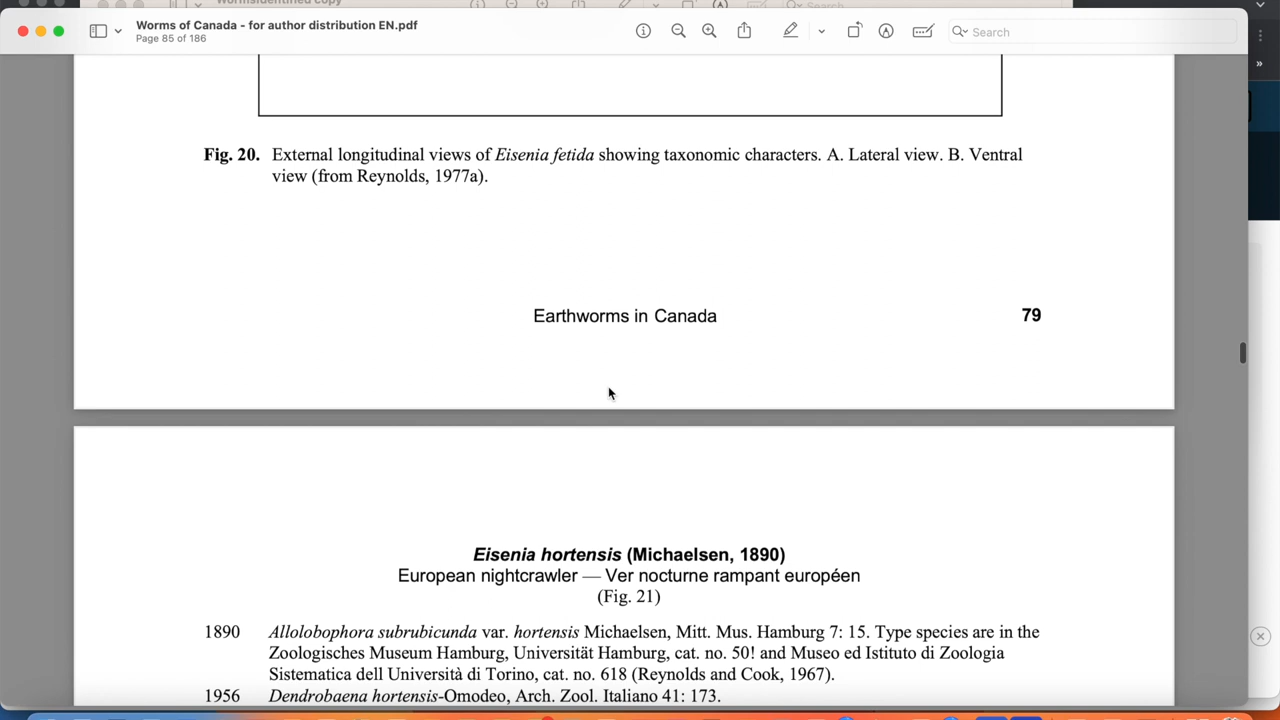 Wormsidentified copy
Search
Worms of Canada - for author distribution EN.pdf
Page 85 of 186
Search
Fig. 20. External longitudinal views of Eisenia fetida showing taxonomic characters. A. Lateral view. B. Ventral
view (from Reynolds, 1977a).
Earthworms in Canada 79
Eisenia hortensis (Michaelsen, 1890)
European nightcrawler — Ver nocturne rampant européen
(Fig. 21)
1890 Allolobophora subrubicunda var. hortensis Michaelsen, Mitt. Mus. Hamburg 7: 15. Type species are in the
Zoologisches Museum Hamburg, Universität Hamburg, cat. no. 50! and Museo ed Istituto di Zoologia
Sistematica dell Università di Torino, cat. no. 618 (Reynolds and Cook, 1967).
1956 Dendrobaena hortensis-Omodeo, Arch. Zool. Italiano 41: 173.